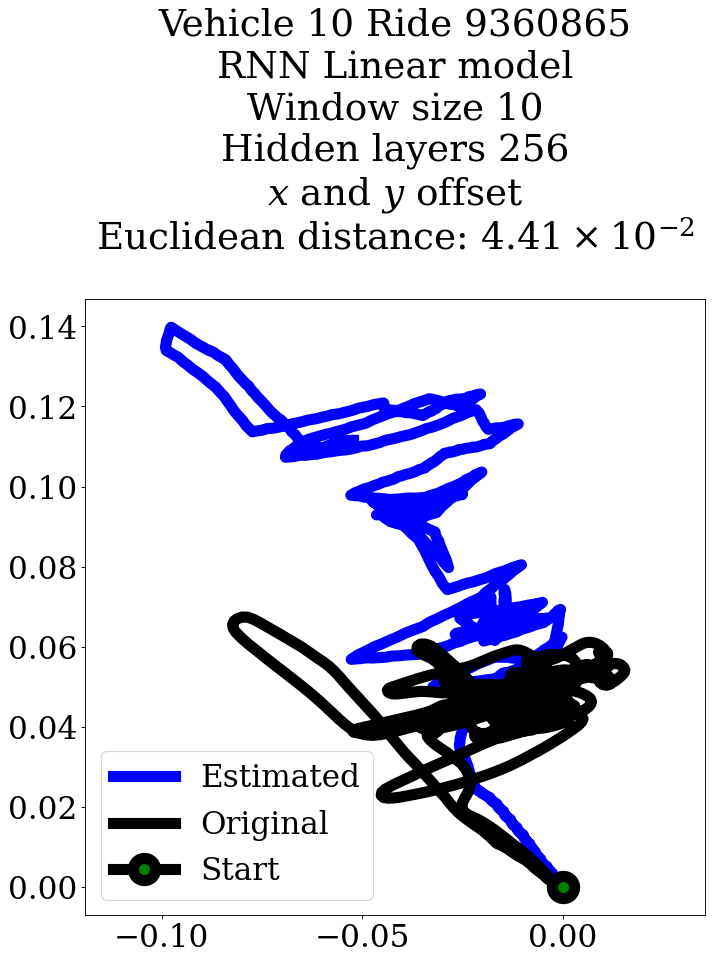 Vehicle 10 Ride 9360865
RNN Linear model
Window size 10
Hidden layers 256
x and y offset
Euclidean distance: 4.41 × 10⁻²
0.14
0.12
0.10
0.08
0.06
0.04
0.02
0.00
Estimated
Original
Start
−0.10 −0.05 0.00